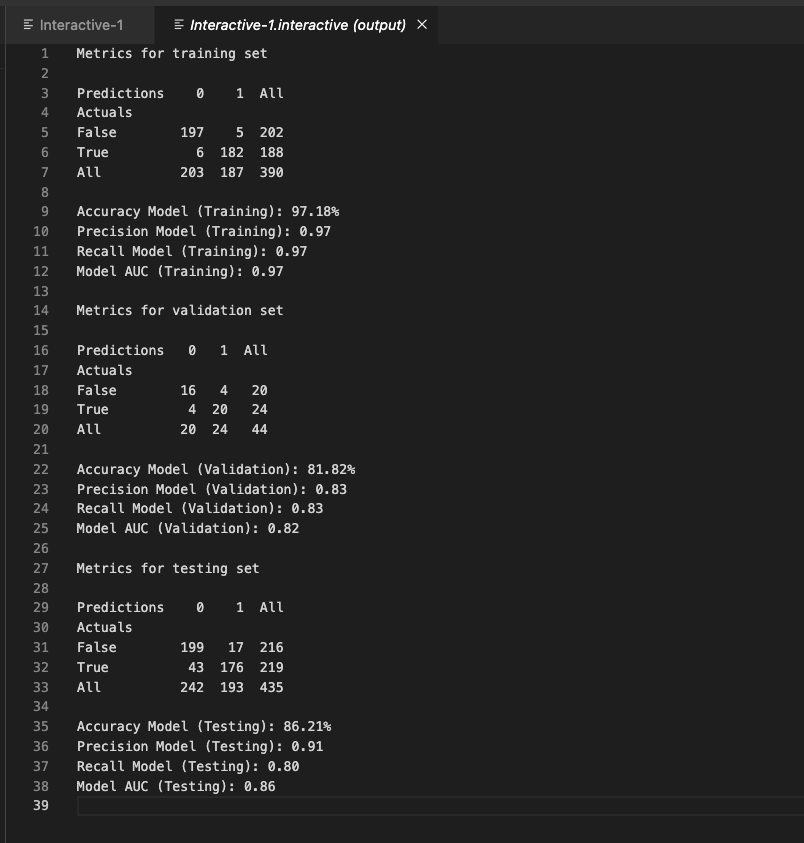 Interactive-1 Interactive-1.interactive (output)
1 Metrics for training set
2
3 Predictions 0 1 All
4 Actuals
5 False 197 5 202
6 True 6 182 188
7 All 203 187 390
8
9 Accuracy Model (Training): 97.18%
10 Precision Model (Training): 0.97
11 Recall Model (Training): 0.97
12 Model AUC (Training): 0.97
13
14 Metrics for validation set
15
16 Predictions 0 1 All
17 Actuals
18 False 16 4 20
19 True 4 20 24
20 All 20 24 44
21
22 Accuracy Model (Validation): 81.82%
23 Precision Model (Validation): 0.83
24 Recall Model (Validation): 0.83
25 Model AUC (Validation): 0.82
26
27 Metrics for testing set
28
29 Predictions 0 1 All
30 Actuals
31 False 199 17 216
32 True 43 176 219
33 All 242 193 435
34
35 Accuracy Model (Testing): 86.21%
36 Precision Model (Testing): 0.91
37 Recall Model (Testing): 0.80
38 Model AUC (Testing): 0.86
39